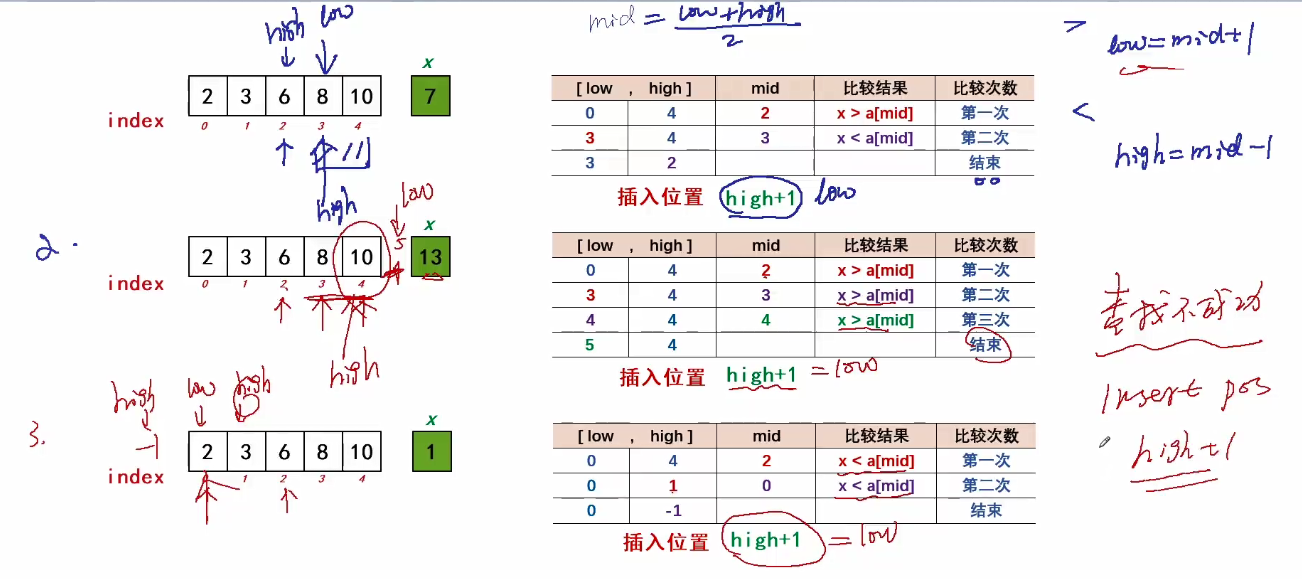 high low
mid = low+high / 2
>
low=mid+1
x
2 3 6 8 10 7
index 0 1 2 3 4
[ low , high ] mid 比较结果 比较次数
0 4 2 x > a[mid] 第一次
3 4 3 x < a[mid] 第二次
3 2 结束
插入位置 high+1 low
<
high=mid-1
high
low
2.
x
2 3 6 8 10 5 13
index 0 1 2 3 4
high
[ low , high ] mid 比较结果 比较次数
0 4 2 x > a[mid] 第一次
3 4 3 x > a[mid] 第二次
4 4 4 x > a[mid] 第三次
5 4 结束
插入位置 high+1 =low
查找不成功
Insert pos
high+1
high low high
3.
-1
x
2 3 6 8 10 1
index 1 2 3 4
[ low , high ] mid 比较结果 比较次数
0 4 2 x < a[mid] 第一次
0 1 0 x < a[mid] 第二次
0 -1 结束
插入位置 high+1 =low